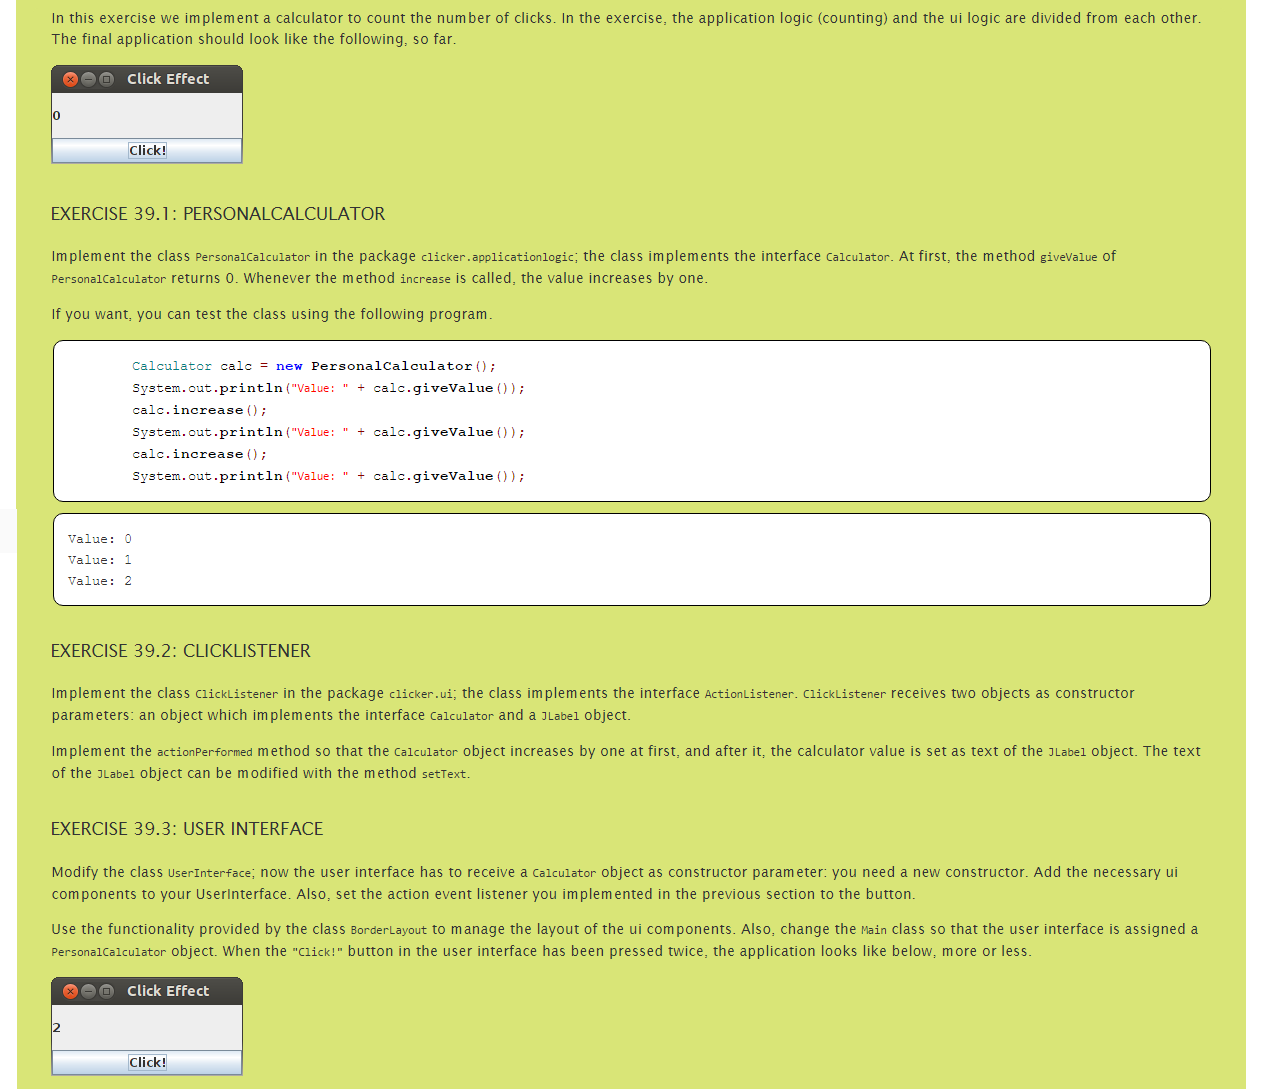 In this exercise we implement a calculator to count the number of clicks. In the exercise, the application logic (counting) and the ui logic are divided from each other.
The final application should look like the following, so far.
Click Effect
0
Click!
EXERCISE 39.1: PERSONALCALCULATOR
Implement the class PersonalCalculator in the package clicker.applicationlogic; the class implements the interface Calculator. At first, the method giveValue of
PersonalCalculator returns 0. Whenever the method increase is called, the value increases by one.
If you want, you can test the class using the following program.
Calculator calc = new PersonalCalculator();
System.out.println("Value: " + calc.giveValue());
calc.increase();
System.out.println("Value: " + calc.giveValue());
calc.increase();
System.out.println("Value: " + calc.giveValue());
Value: 0
Value: 1
Value: 2
EXERCISE 39.2: CLICKLISTENER
Implement the class ClickListener in the package clicker.ui; the class implements the interface ActionListener. ClickListener receives two objects as constructor
parameters: an object which implements the interface Calculator and a JLabel object.
Implement the actionPerformed method so that the Calculator object increases by one at first, and after it, the calculator value is set as text of the JLabel object. The text
of the JLabel object can be modified with the method setText.
EXERCISE 39.3: USER INTERFACE
Modify the class UserInterface; now the user interface has to receive a Calculator object as constructor parameter: you need a new constructor. Add the necessary ui
components to your UserInterface. Also, set the action event listener you implemented in the previous section to the button.
Use the functionality provided by the class BorderLayout to manage the layout of the ui components. Also, change the Main class so that the user interface is assigned a
PersonalCalculator object. When the "Click!" button in the user interface has been pressed twice, the application looks like below, more or less.
Click Effect
2
Click!